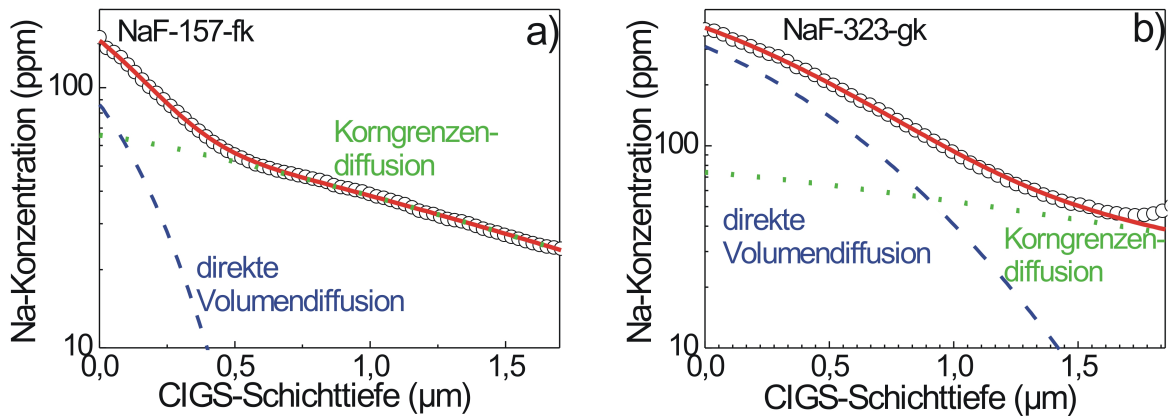 NaF-157-fk
a)
Na-Konzentration (ppm)
100
10
Korngrenzen-
diffusion
direkte
Volumendiffusion
0,0 0,5 1,0 1,5
CIGS-Schichttiefe (μm)
NaF-323-gk
b)
Na-Konzentration (ppm)
100
10
direkte
Volumendiffusion
Korngrenzen-
diffusion
0,0 0,5 1,0 1,5
CIGS-Schichttiefe (μm)